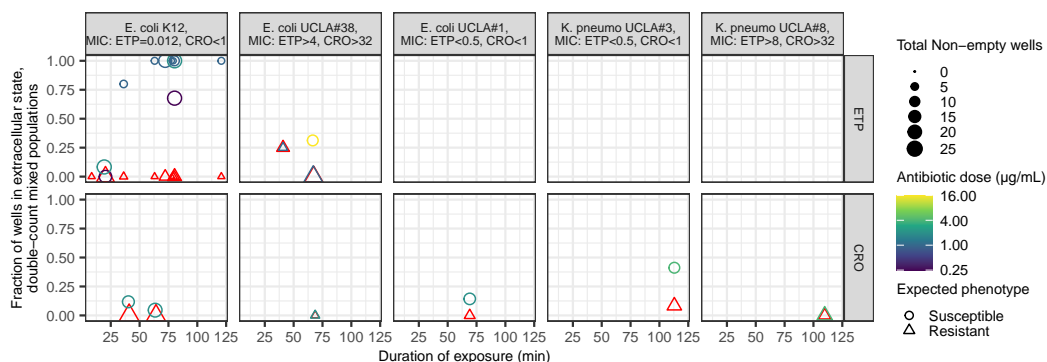 E. coli K12,
MIC: ETP=0.012, CRO<1
E. coli UCLA#38,
MIC: ETP>4, CRO>32
E. coli UCLA#1,
MIC: ETP<0.5, CRO<1
K. pneumo UCLA#3,
MIC: ETP<0.5, CRO<1
K. pneumo UCLA#8,
MIC: ETP>8, CRO>32
Fraction of wells in extracellular state,
double−count mixed populations
1.00
0.75
0.50
0.25
0.00
ETP
1.00
0.75
0.50
0.25
0.00
CRO
0 25 50 75 100 125
0 25 50 75 100 125
0 25 50 75 100 125
0 25 50 75 100 125
0 25 50 75 100 125
Duration of exposure (min)
Total Non−empty wells
0
5
10
15
20
25
Antibiotic dose (μg/mL)
16.00
4.00
1.00
0.25
Expected phenotype
Susceptible
Resistant